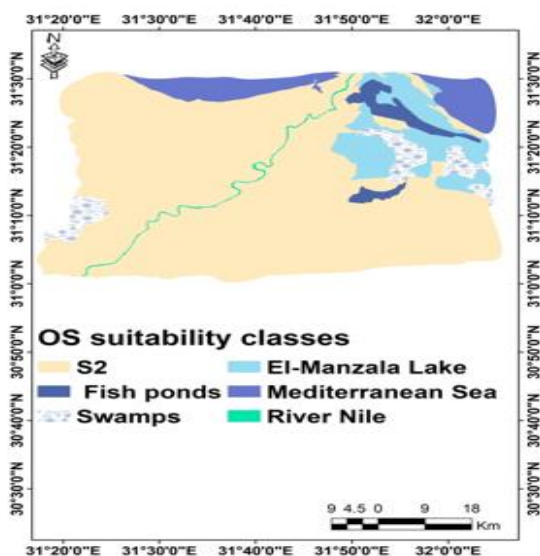 31°20'0"E 31°30'0"E 31°40'0"E 31°50'0"E 32°0'0"E
N
31°30'0"N 31°30'0"N
31°20'0"N 31°20'0"N
31°10'0"N 31°10'0"N
31°0'0"N 31°0'0"N
30°50'0"N 30°50'0"N
30°40'0"N 30°40'0"N
30°30'0"N 30°30'0"N
OS suitability classes
S2 El-Manzala Lake
Fish ponds Mediterranean Sea
Swamps River Nile
9 4.5 0 9 18
Km
31°20'0"E 31°30'0"E 31°40'0"E 31°50'0"E 32°0'0"E